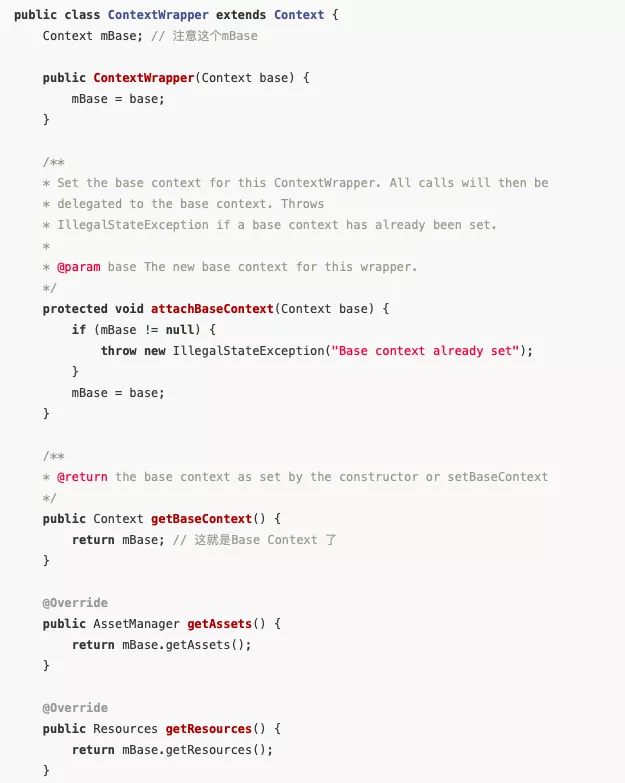 public class ContextWrapper extends Context {
    Context mBase; // 注意这个mBase

    public ContextWrapper(Context base) {
        mBase = base;
    }

    /**
    * Set the base context for this ContextWrapper. All calls will then be
    * delegated to the base context. Throws
    * IllegalStateException if a base context has already been set.
    *
    * @param base The new base context for this wrapper.
    */
    protected void attachBaseContext(Context base) {
        if (mBase != null) {
            throw new IllegalStateException("Base context already set");
        }
        mBase = base;
    }

    /**
    * @return the base context as set by the constructor or setBaseContext
    */
    public Context getBaseContext() {
        return mBase; // 这就是Base Context 了
    }

    @Override
    public AssetManager getAssets() {
        return mBase.getAssets();
    }

    @Override
    public Resources getResources() {
        return mBase.getResources();
    }